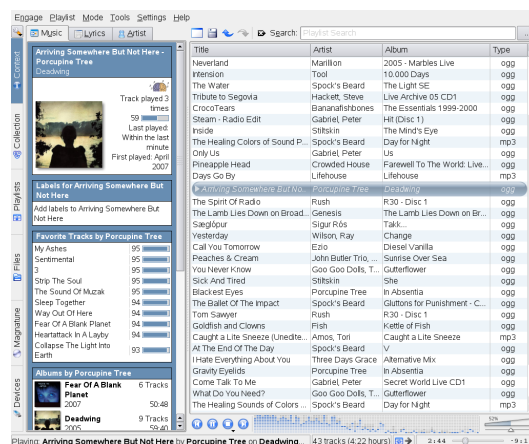 Engage Playlist Mode Tools Settings Help
Music Lyrics Artist
Search: Playlist Search
Context
Collection
Playlists
Files
Magnatune
Devices
Arriving Somewhere But Not Here - Porcupine Tree
Deadwing
Track played 3 times
59
Last played: Within the last minute
First played: April 2007
Labels for Arriving Somewhere But Not Here
Add labels to Arriving Somewhere But Not Here
Favorite Tracks by Porcupine Tree
My Ashes 95
Sentimental 95
3 95
Strip The Soul 95
The Sound Of Muzak 95
Sleep Together 94
Way Out Of Here 94
Fear Of A Blank Planet 94
Heartattack In A Layby 94
Collapse The Light Into Earth 93
Albums by Porcupine Tree
Fear Of A Blank Planet 6 Tracks
2007 50:48
Deadwing 9 Tracks
2005 59:40
Title Artist Album Type
Neverland Marillion 2005 - Marbles Live ogg
Intension Tool 10.000 Days ogg
The Water Spock's Beard The Light SE ogg
Tribute to Segovia Hackett, Steve Live Archive 05 CD1 ogg
CrocoTears Bananafishbones The Essentials 1999-2000 ogg
Steam - Radio Edit Gabriel, Peter Hit (Disc 1) ogg
Inside Stiltskin The Mind's Eye ogg
The Healing Colors of Sound P... Spock's Beard Day for Night mp3
Only Us Gabriel, Peter Us ogg
Pineapple Head Crowded House Farewell To The World: Live... ogg
Days Go By Lifehouse Lifehouse mp3
Arriving Somewhere But No... Porcupine Tree Deadwing ogg
The Spirit Of Radio Rush R30 - Disc 1 ogg
The Lamb Lies Down on Broad... Genesis The Lamb Lies Down on Br... ogg
Sæglópur Sigur Rós Takk... ogg
Yesterday Wilson, Ray Change ogg
Call You Tomorrow Ezio Diesel Vanilla ogg
Peaches & Cream John Butler Trio, ... Sunrise Over Sea ogg
You Never Know Goo Goo Dolls, T... Gutterflower ogg
Sick And Tired Stiltskin She ogg
Blackest Eyes Porcupine Tree In Absentia ogg
The Ballet Of The Impact Spock's Beard Gluttons for Punishment - C... ogg
Tom Sawyer Rush R30 - Disc 1 ogg
Goldfish and Clowns Fish Kettle of Fish ogg
Caught a Lite Sneeze (Unedite... Amos, Tori Caught a Lite Sneeze mp3
At The End Of The Day Spock's Beard V ogg
I Hate Everything About You Three Days Grace Alternative Mix ogg
Gravity Eyelids Porcupine Tree In Absentia ogg
Come Talk To Me Gabriel, Peter Secret World Live CD1 ogg
What Do You Need? Goo Goo Dolls, T... Gutterflower ogg
The Healing Sounds of Colors ... Spock's Beard Day for Night mp3
52%
Playing: Arriving Somewhere But Not Here by Porcupine Tree on Deadwing... 43 tracks (4:22 hours) 2:44